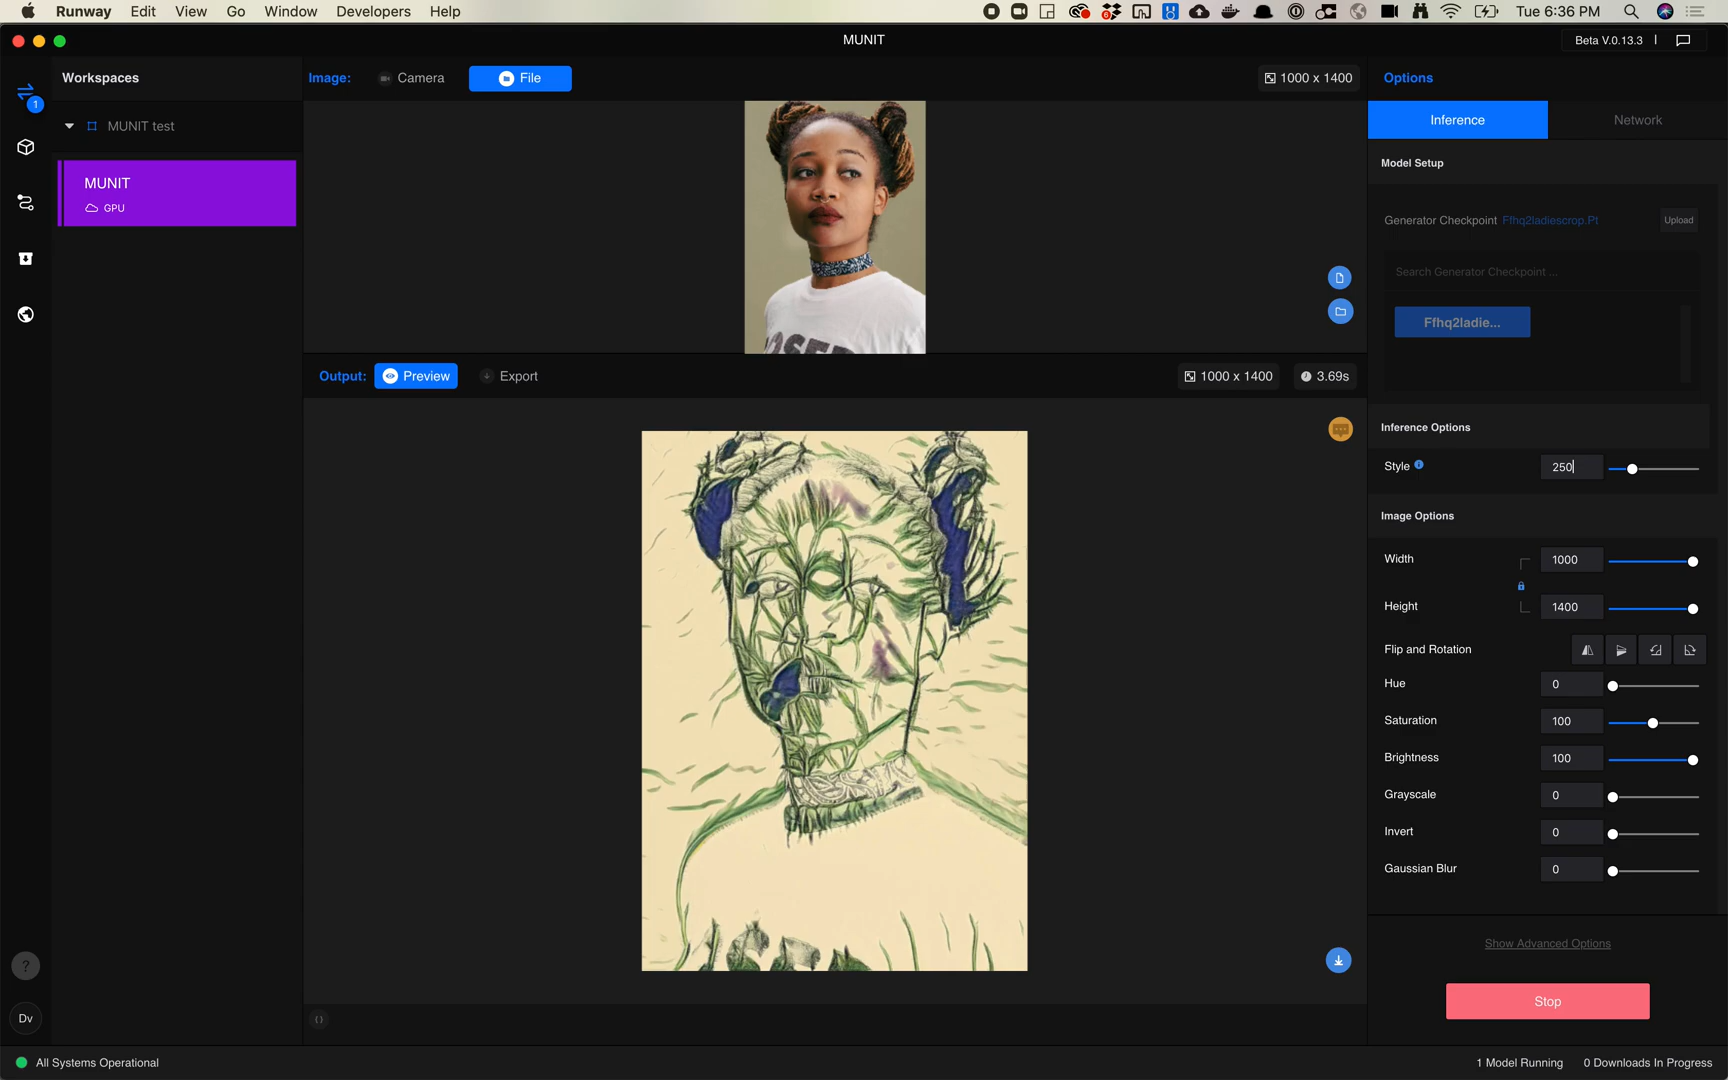 Runway Edit View Go Window Developers Help Tue 6:36 PM
MUNIT Beta V.0.13.3
1
Workspaces
MUNIT test
MUNIT
GPU
Image: Camera File 1000 x 1400
Output: Preview Export 1000 x 1400 3.69s
Options
Inference Network
Model Setup
Generator Checkpoint Ffhq2ladiescrop.Pt Upload
Search Generator Checkpoint ...
Ffhq2ladie...
Inference Options
Style 250
Image Options
Width 1000
Height 1400
Flip and Rotation
Hue 0
Saturation 100
Brightness 100
Grayscale 0
Invert 0
Gaussian Blur 0
Show Advanced Options
Stop
?
Dv
All Systems Operational 1 Model Running 0 Downloads In Progress